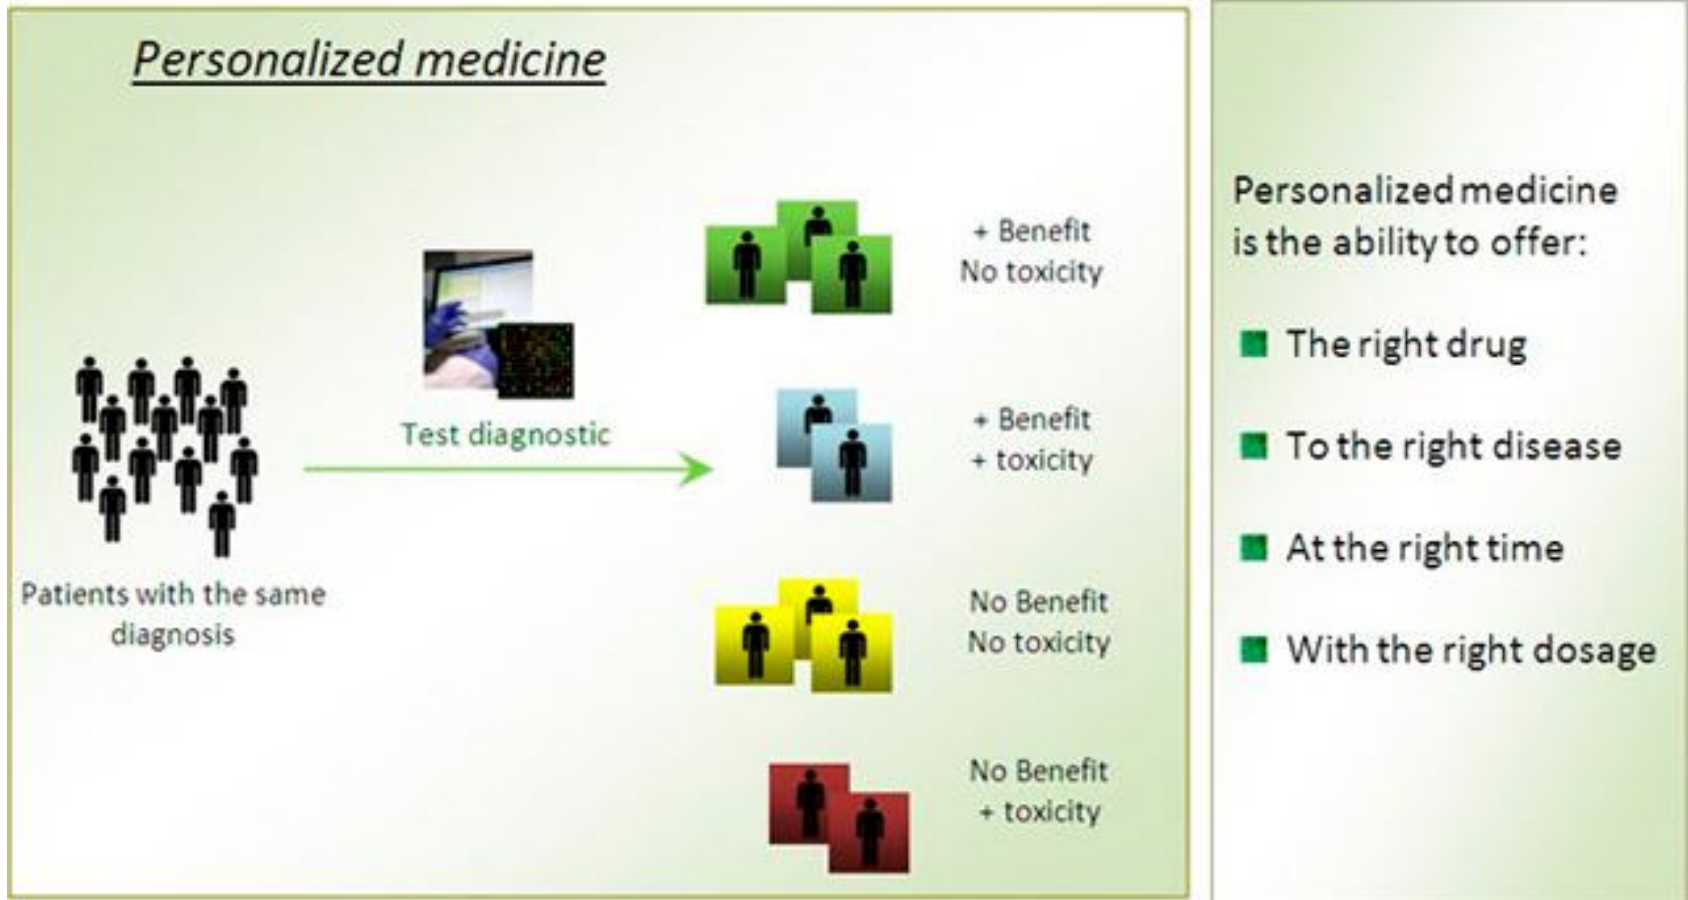 Personalized medicine
Test diagnostic
Patients with the same
diagnosis
+ Benefit
No toxicity
+ Benefit
+ toxicity
No Benefit
No toxicity
No Benefit
+ toxicity
Personalized medicine
is the ability to offer:
The right drug
To the right disease
At the right time
With the right dosage